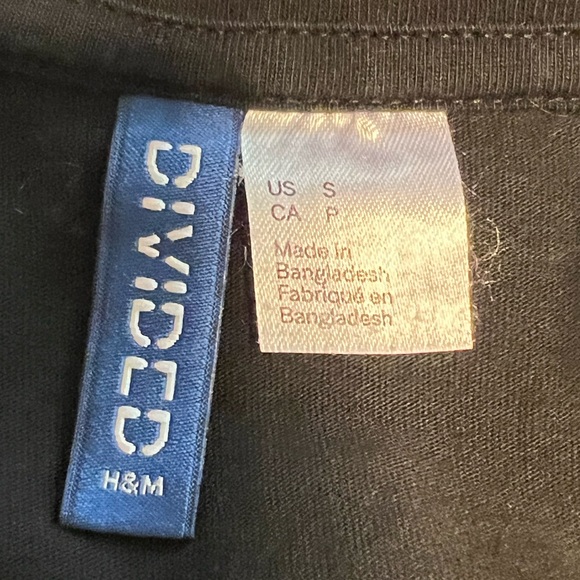 DIVIDED
H&M
US S
CA P
Made in
Bangladesh
Fabriqué en
Bangladesh